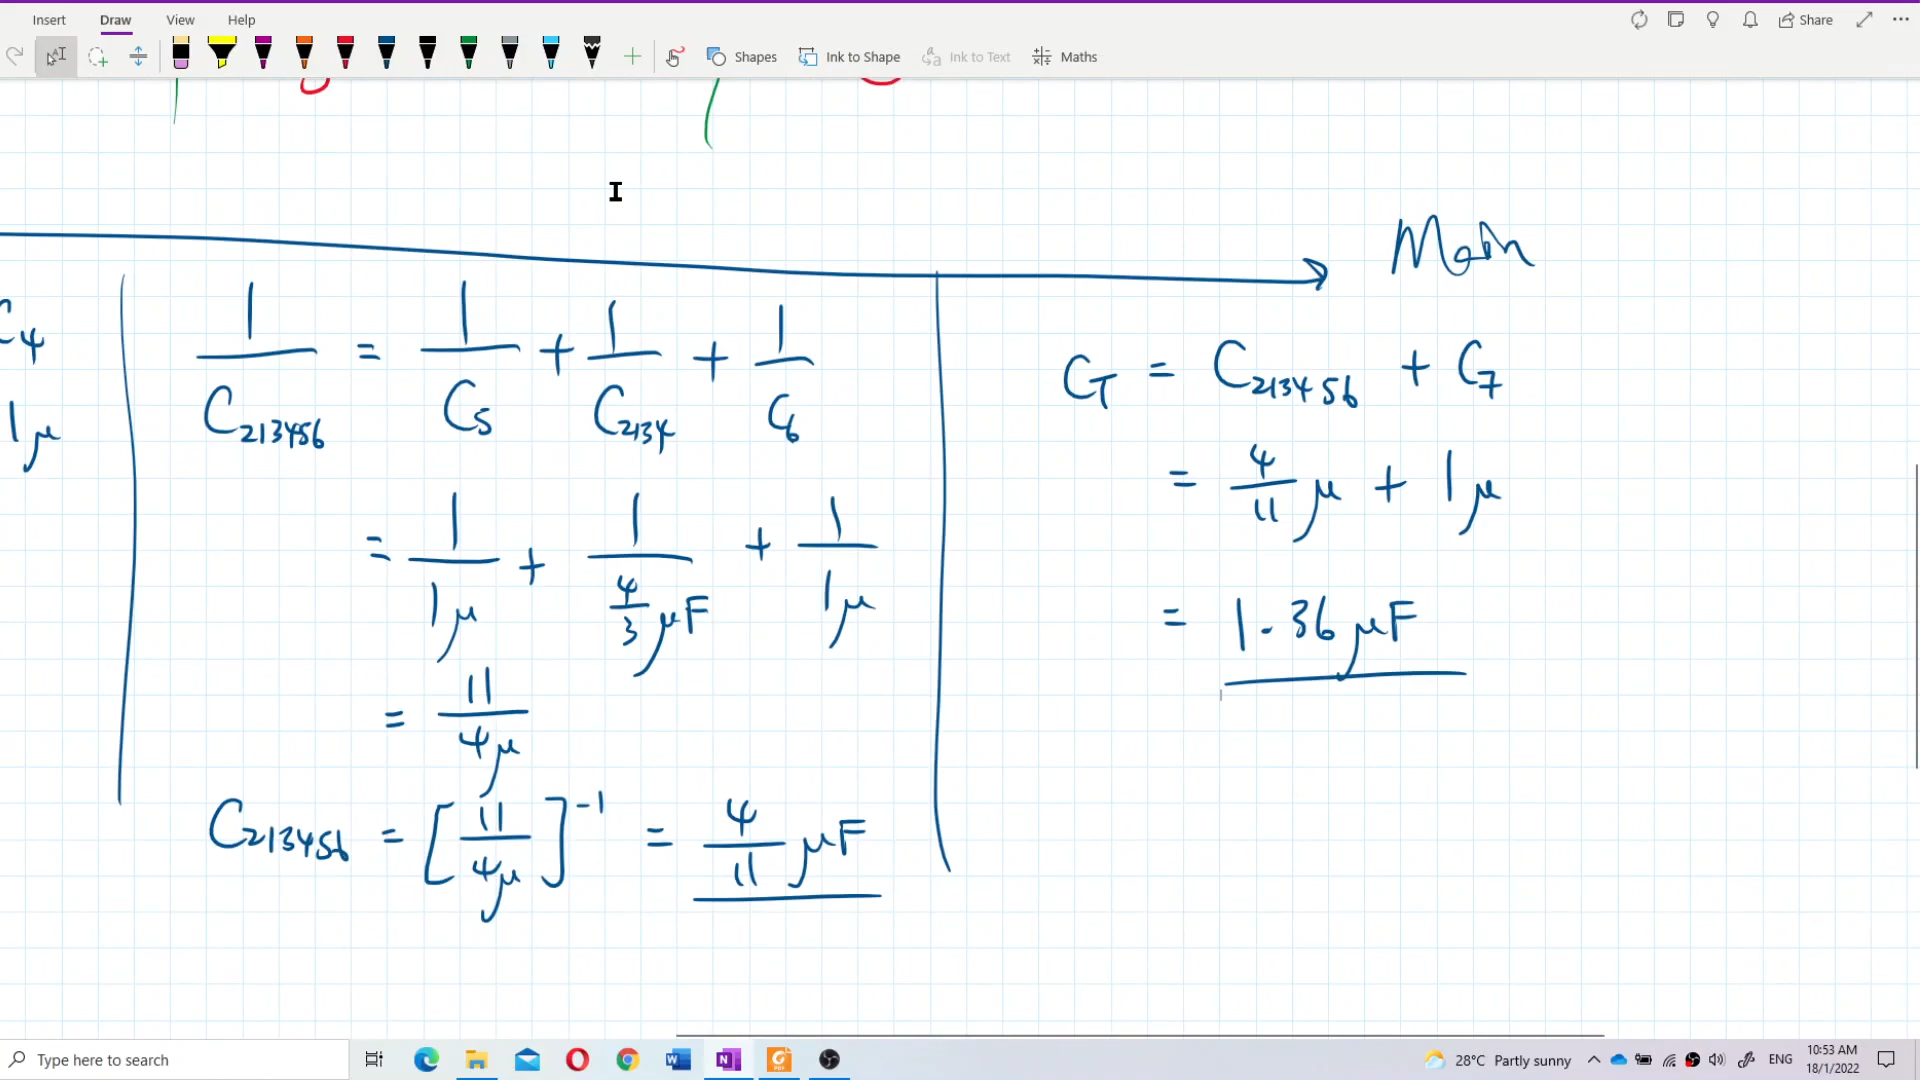 Insert Draw View Help
Share
Shapes Ink to Shape Ink to Text Maths
Main
C4
1μ
1/C213456 = 1/C5 + 1/C2134 + 1/C6
= 1/1μ + 1/(4/3 μF) + 1/1μ
= 11/4μ
C213456 = [11/4μ]^-1 = 4/11 μF
CT = C213456 + C7
= 4/11 μ + 1μ
= 1.36 μF
Type here to search
28°C Partly sunny
ENG
10:53 AM
18/1/2022